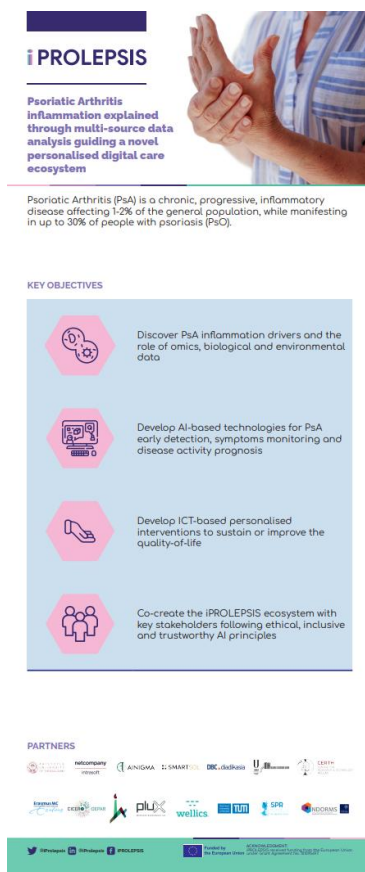 iPROLEPSIS
Psoriatic Arthritis
inflammation explained
through multi-source data
analysis guiding a novel
personalised digital care
ecosystem
Psoriatic Arthritis (PsA) is a chronic, progressive, inflammatory
disease affecting 1-2% of the general population, while manifesting
in up to 30% of people with psoriasis (PsO).
KEY OBJECTIVES
Discover PsA inflammation drivers and the
role of omics, biological and environmental
data
Develop AI-based technologies for PsA
early detection, symptoms monitoring and
disease activity prognosis
Develop ICT-based personalised
interventions to sustain or improve the
quality-of-life
Co-create the iPROLEPSIS ecosystem with
key stakeholders following ethical, inclusive
and trustworthy AI principles
PARTNERS
netcompany
intrasoft
AINIGMA
SMARTSOL
DBC diadikasia
CERTH
Erasmus MC
plux
wellics
TUM
SPR
NDORMS
@iProlepsis
@iProlepsis
iPROLEPSIS
Funded by
the European Union
ACKNOWLEDGMENT